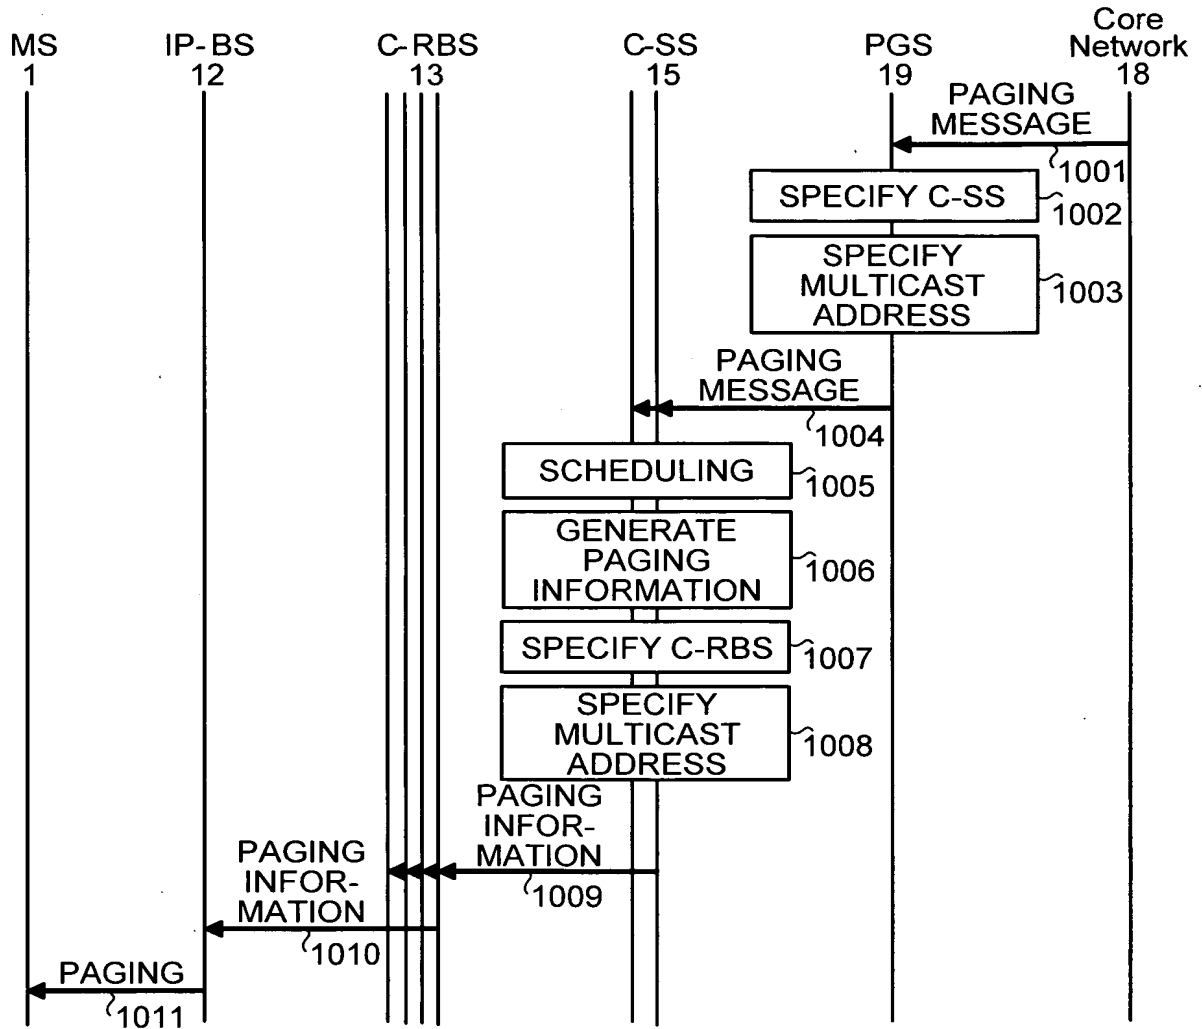 MS
1
IP-BS
12
C-RBS
13
C-SS
15
PGS
19
Core
Network
18
PAGING
MESSAGE
1001
SPECIFY C-SS
1002
SPECIFY
MULTICAST
ADDRESS
1003
PAGING
MESSAGE
1004
SCHEDULING
1005
GENERATE
PAGING
INFORMATION
1006
SPECIFY C-RBS
1007
SPECIFY
MULTICAST
ADDRESS
1008
PAGING
INFOR-
MATION
1009
PAGING
INFOR-
MATION
1010
PAGING
1011